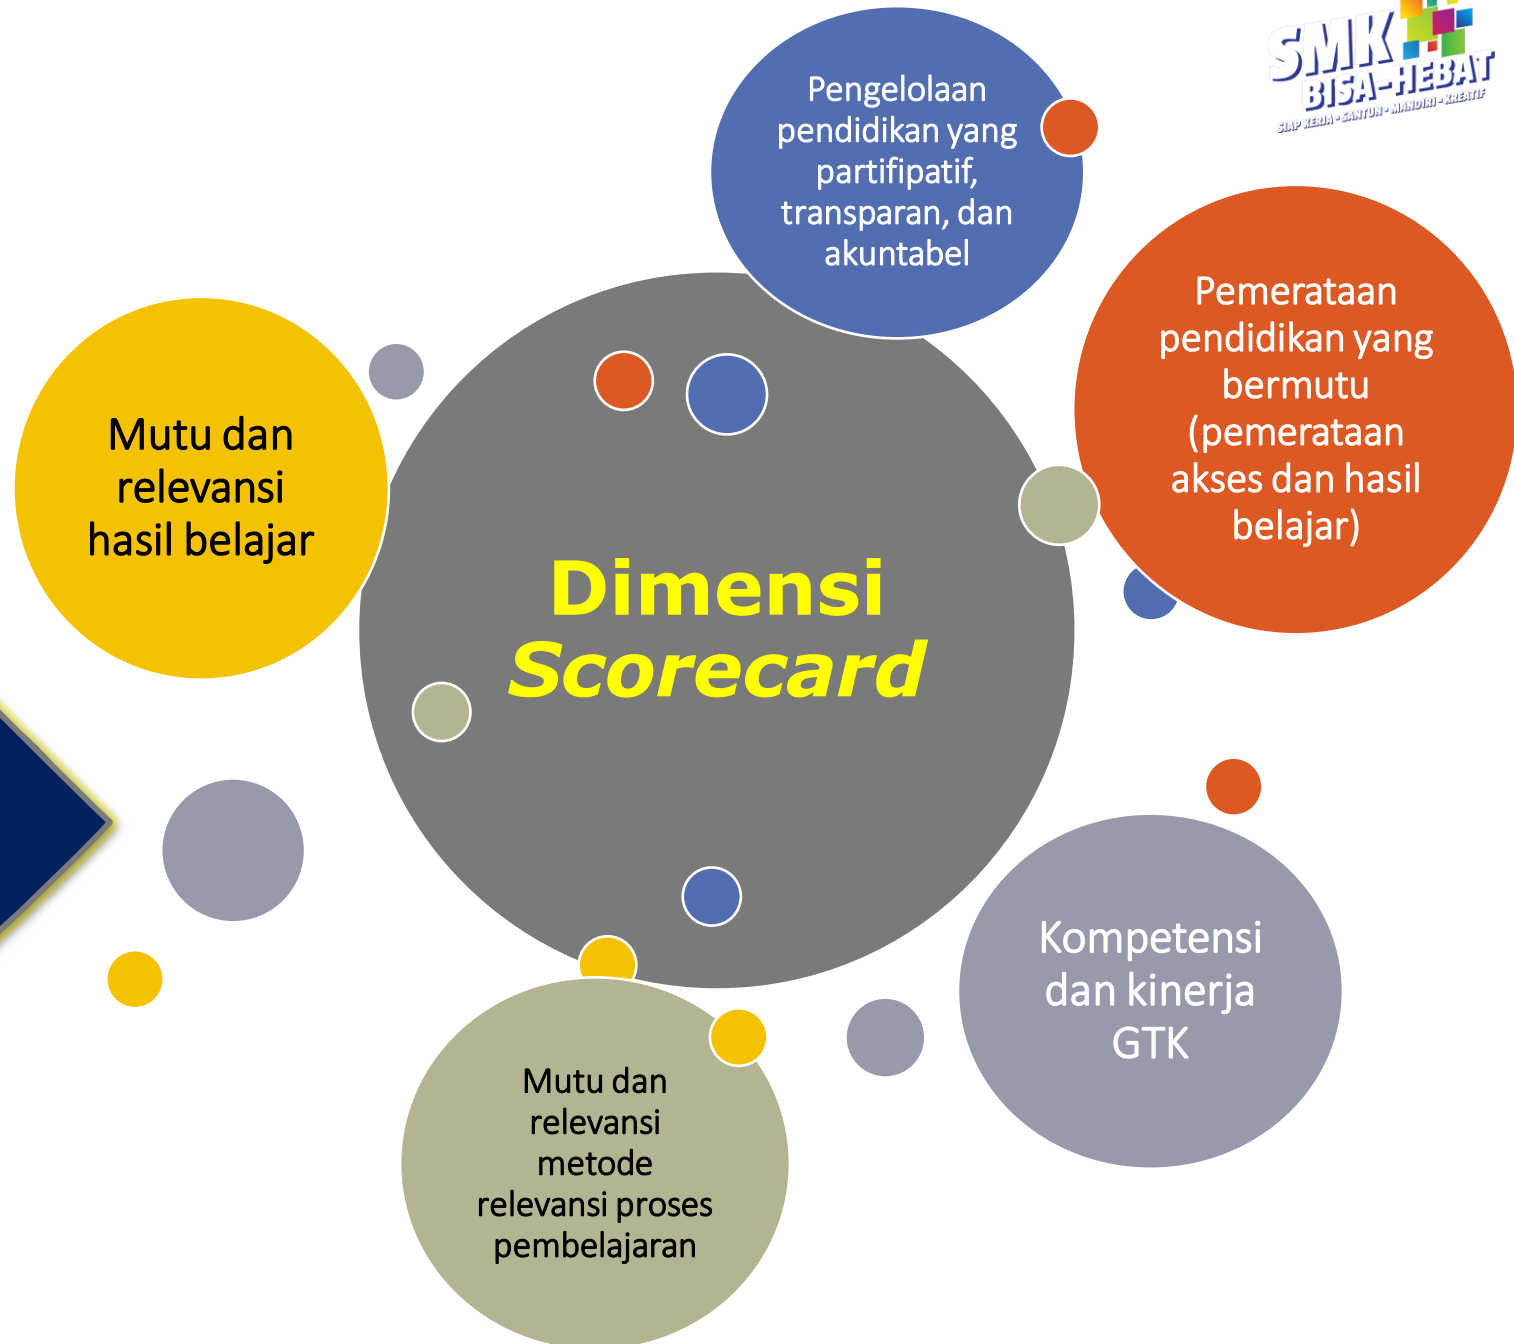 SMK
BISA-HEBAT
SIAP KERJA • SANTUN • MANDIRI • KREATIF
Pengelolaan
pendidikan yang
partifipatif,
transparan, dan
akuntabel
Pemerataan
pendidikan yang
bermutu
(pemerataan
akses dan hasil
belajar)
Mutu dan
relevansi
hasil belajar
Dimensi
Scorecard
Kompetensi
dan kinerja
GTK
Mutu dan
relevansi
metode
relevansi proses
pembelajaran